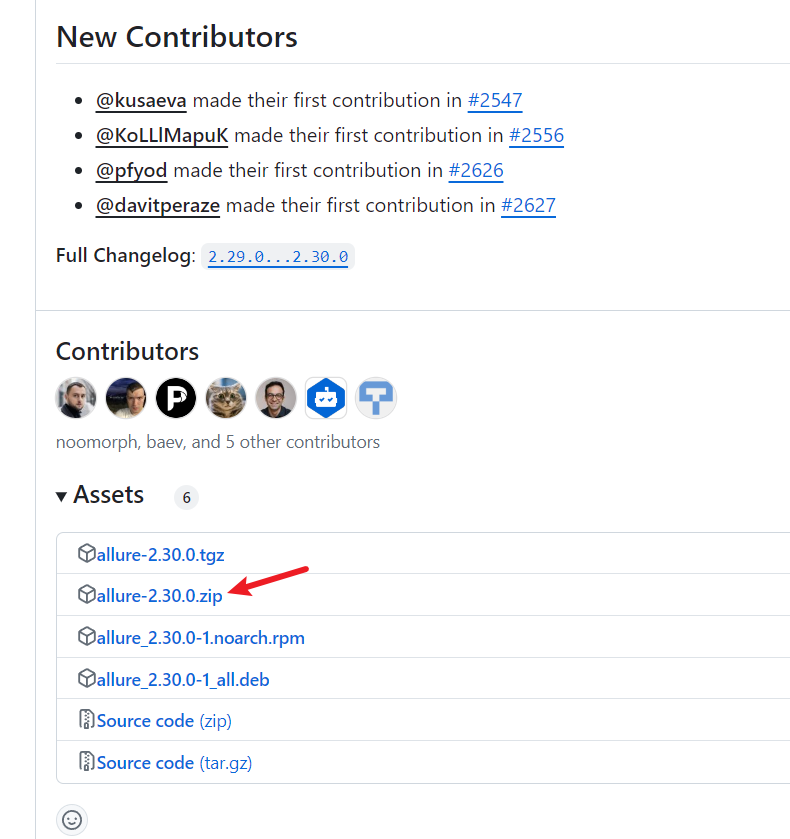 New Contributors
@kusaeva made their first contribution in #2547
@KoLLlMapuK made their first contribution in #2556
@pfyod made their first contribution in #2626
@davitperaze made their first contribution in #2627
Full Changelog: 2.29.0...2.30.0
Contributors
noomorph, baev, and 5 other contributors
Assets 6
allure-2.30.0.tgz
allure-2.30.0.zip
allure_2.30.0-1.noarch.rpm
allure_2.30.0-1_all.deb
Source code (zip)
Source code (tar.gz)